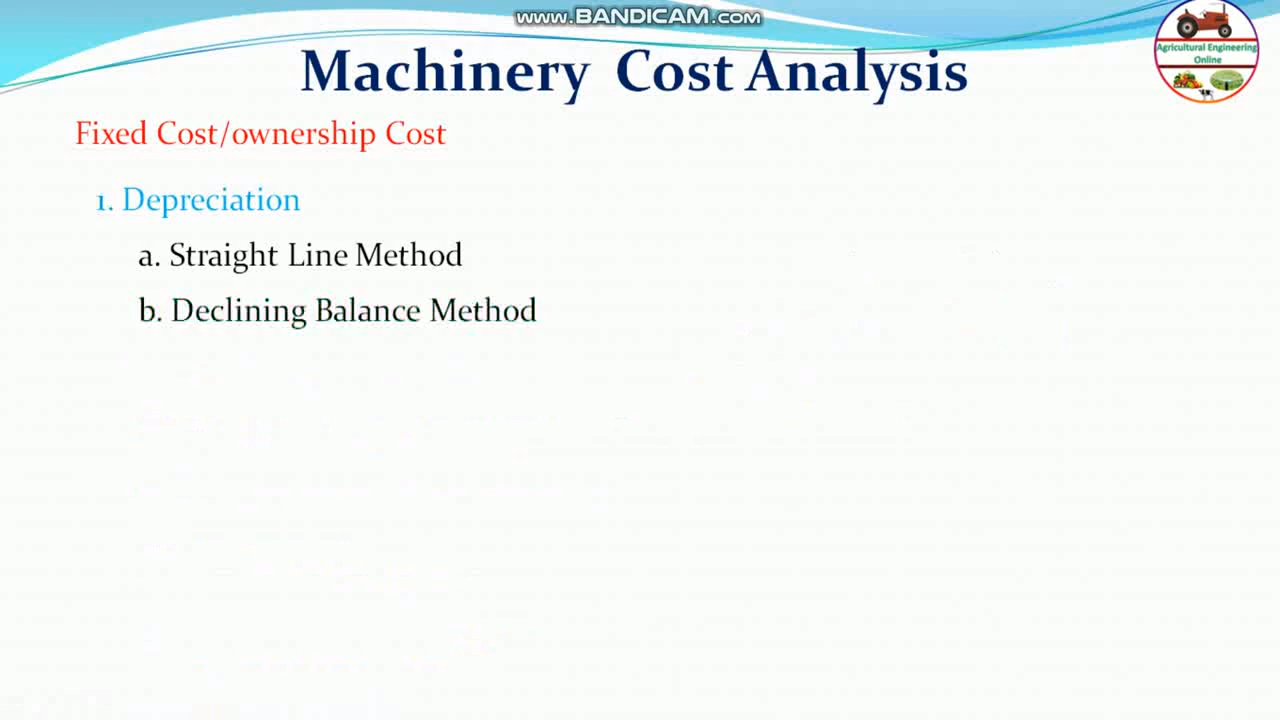 www.BANDICAM.com
Machinery Cost Analysis
Agricultural Engineering
Online
Fixed Cost/ownership Cost
1. Depreciation
a. Straight Line Method
b. Declining Balance Method